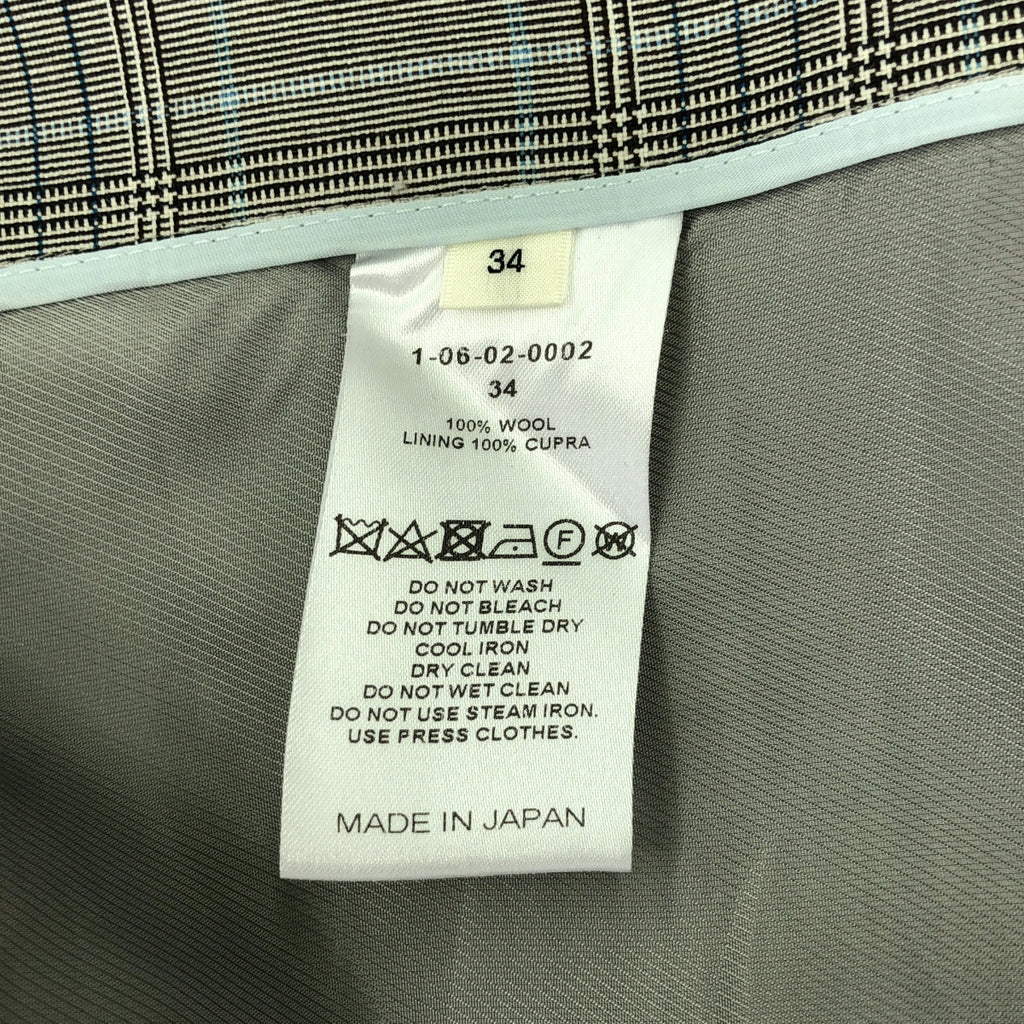 34
1-06-02-0002
34
100% WOOL
LINING 100% CUPRA
F W
DO NOT WASH
DO NOT BLEACH
DO NOT TUMBLE DRY
COOL IRON
DRY CLEAN
DO NOT WET CLEAN
DO NOT USE STEAM IRON.
USE PRESS CLOTHES.
MADE IN JAPAN